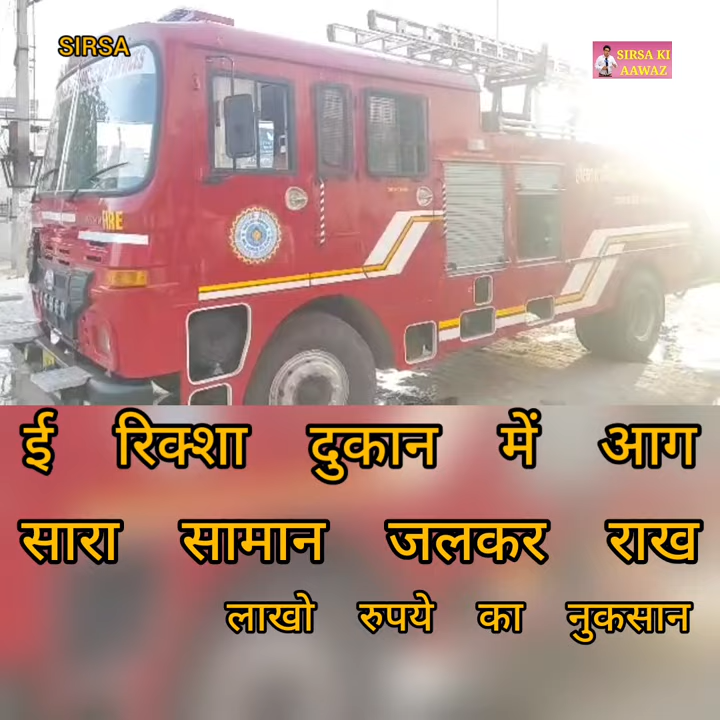 SIRSA
SIRSA KI
AAWAZ
FIRE
ई रिक्शा दुकान में आग
सारा सामान जलकर राख
लाखो रुपये का नुकसान